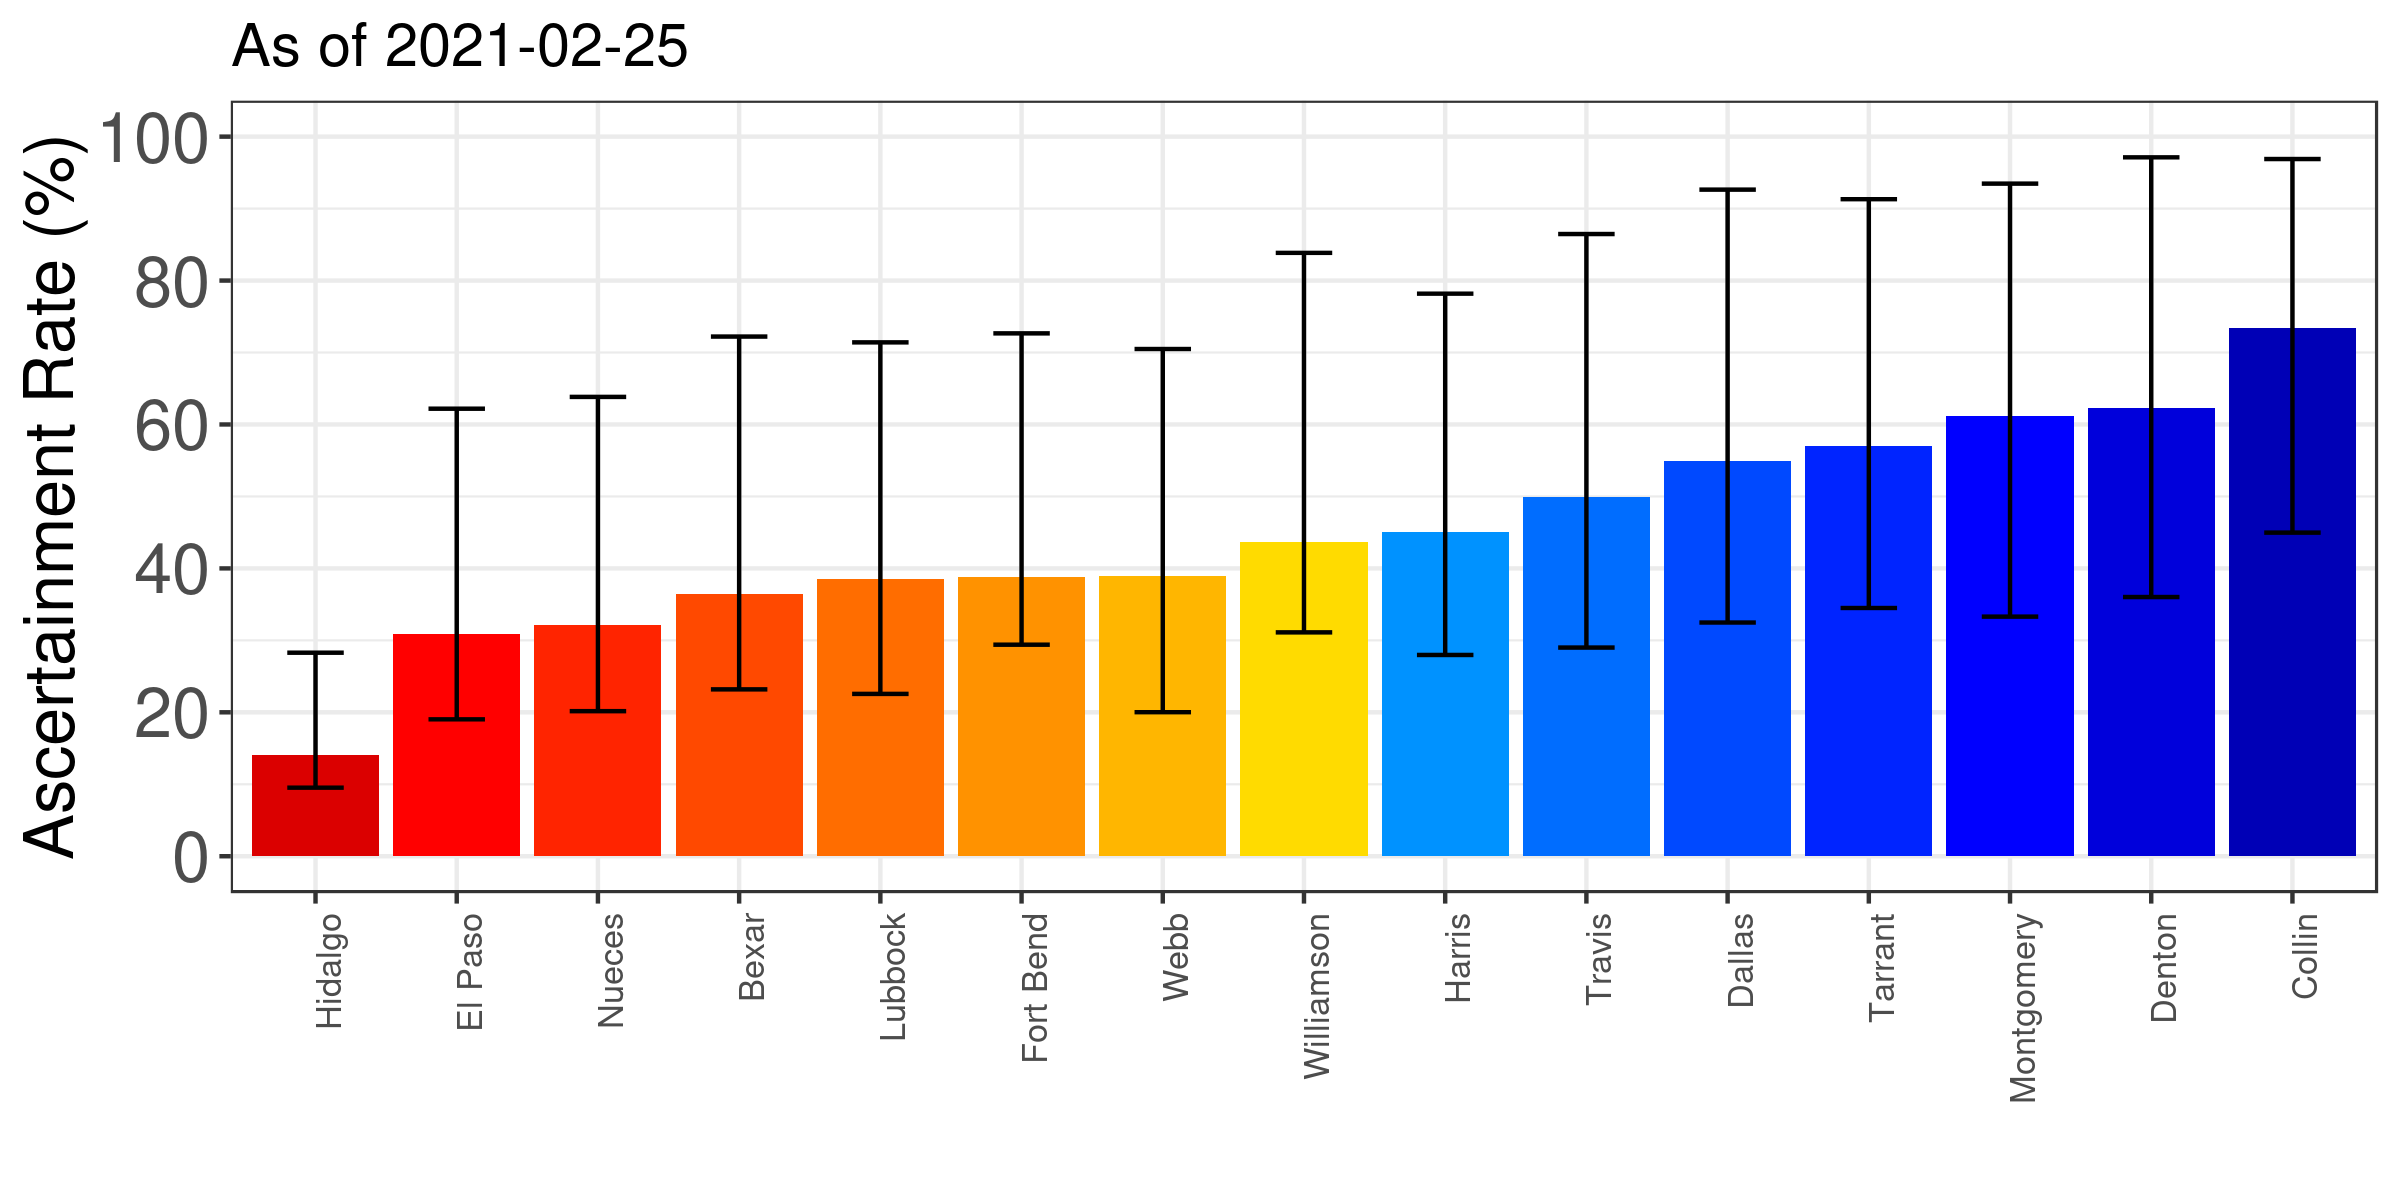 As of 2021-02-25
Ascertainment Rate (%)
100
80
60
40
20
0
Hidalgo
El Paso
Nueces
Bexar
Lubbock
Fort Bend
Webb
Williamson
Harris
Travis
Dallas
Tarrant
Montgomery
Denton
Collin